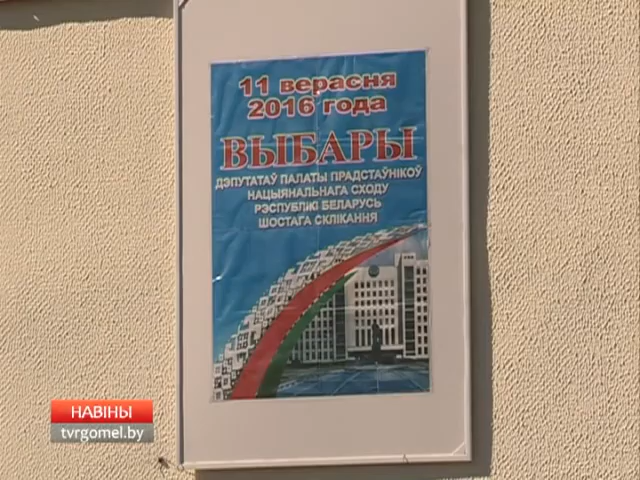 11 верасня
2016 года
ВЫБАРЫ
ДЭПУТАТАЎ ПАЛАТЫ ПРАДСТАЎНІКОЎ
НАЦЫЯНАЛЬНАГА СХОДУ
РЭСПУБЛІКІ БЕЛАРУСЬ
ШОСТАГА СКЛІКАННЯ
НАВІНЫ
tvrgomel.by